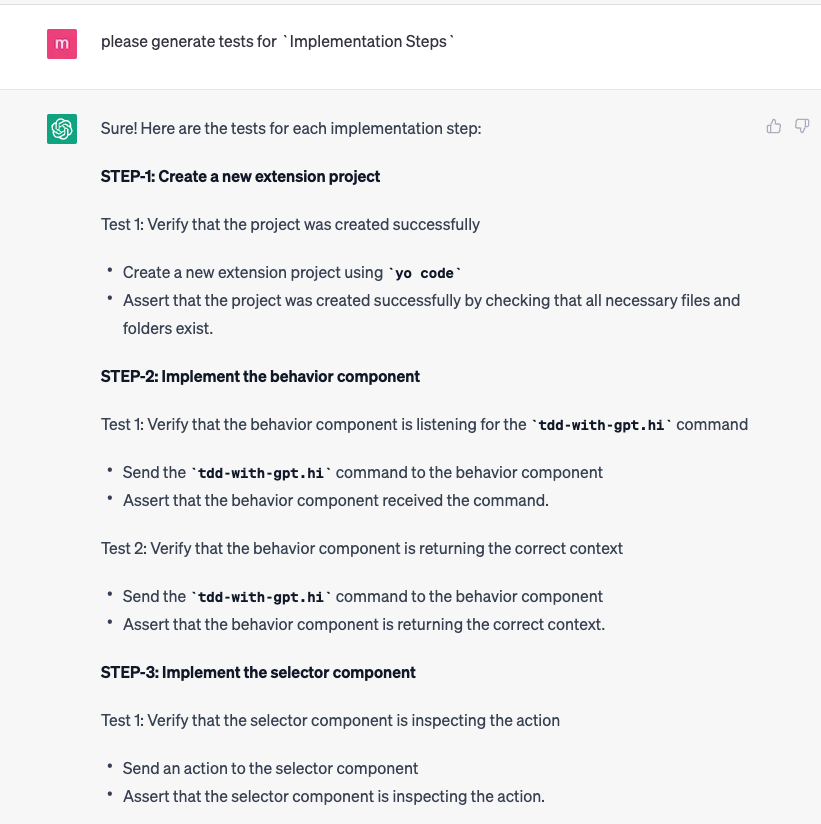 m
please generate tests for `Implementation Steps`
Sure! Here are the tests for each implementation step:
STEP-1: Create a new extension project
Test 1: Verify that the project was created successfully
• Create a new extension project using `yo code`
• Assert that the project was created successfully by checking that all necessary files and
folders exist.
STEP-2: Implement the behavior component
Test 1: Verify that the behavior component is listening for the `tdd-with-gpt.hi` command
• Send the `tdd-with-gpt.hi` command to the behavior component
• Assert that the behavior component received the command.
Test 2: Verify that the behavior component is returning the correct context
• Send the `tdd-with-gpt.hi` command to the behavior component
• Assert that the behavior component is returning the correct context.
STEP-3: Implement the selector component
Test 1: Verify that the selector component is inspecting the action
• Send an action to the selector component
• Assert that the selector component is inspecting the action.